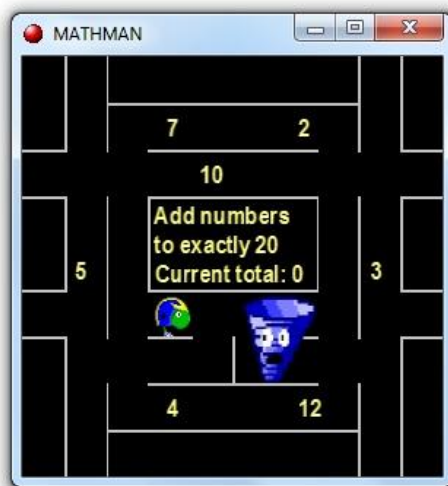 MATHMAN
7 2
10
Add numbers
to exactly 20
Current total: 0
5 3
4 12